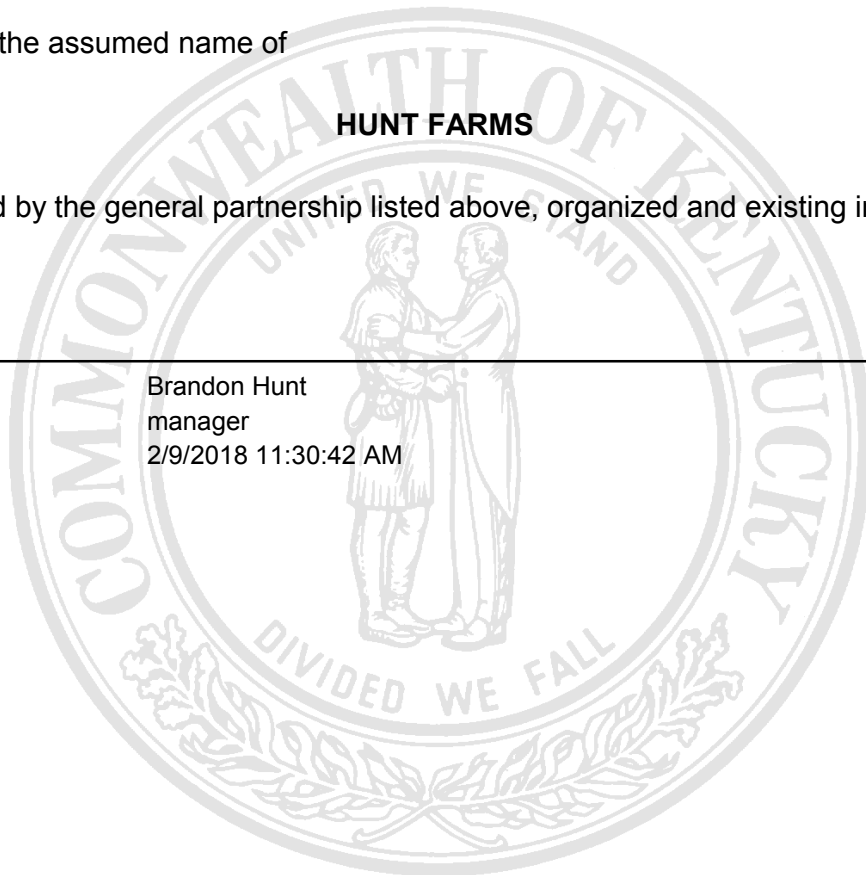 the assumed name of
HUNT FARMS
by the general partnership listed above, organized and existing
Brandon Hunt
manager
2/9/2018 11:30:42 AM
COMMONWEALTH OF KENTUCKY
UNITED WE STAND
DIVIDED WE FALL